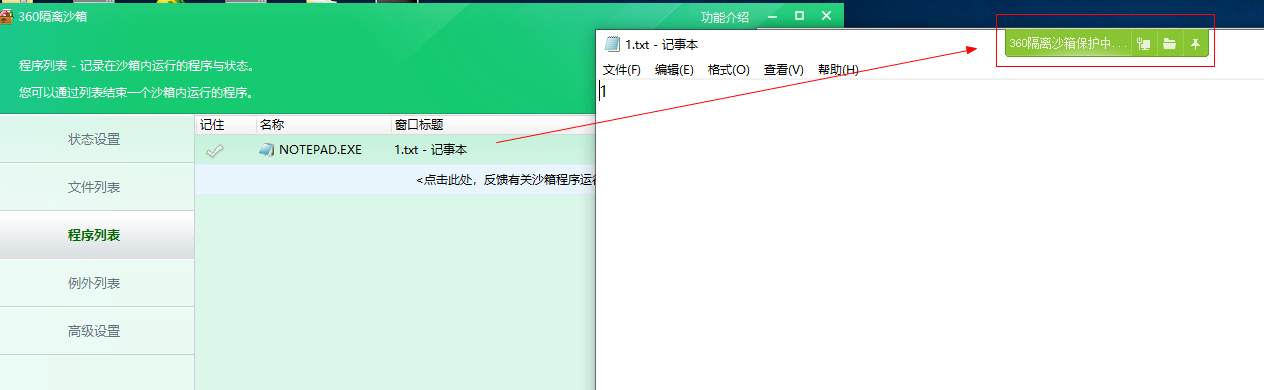 360隔离沙箱
功能介绍
程序列表 - 记录在沙箱内运行的程序与状态。
您可以通过列表结束一个沙箱内运行的程序。
状态设置
文件列表
程序列表
例外列表
高级设置
记住 名称 窗口标题
NOTEPAD.EXE 1.txt - 记事本
<点击此处，反馈有关沙箱程序运行
1.txt - 记事本
360隔离沙箱保护中...
文件(F) 编辑(E) 格式(O) 查看(V) 帮助(H)
1